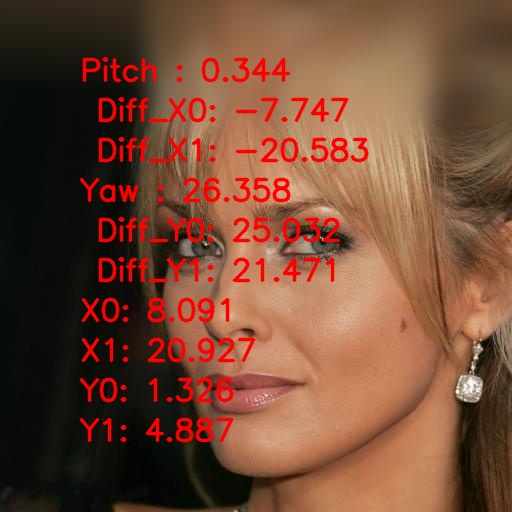 Pitch : 0.344
Diff_X0: -7.747
Diff_X1: -20.583
Yaw : 26.358
Diff_Y0: 25.032
Diff_Y1: 21.471
X0: 8.091
X1: 20.927
Y0: 1.326
Y1: 4.887